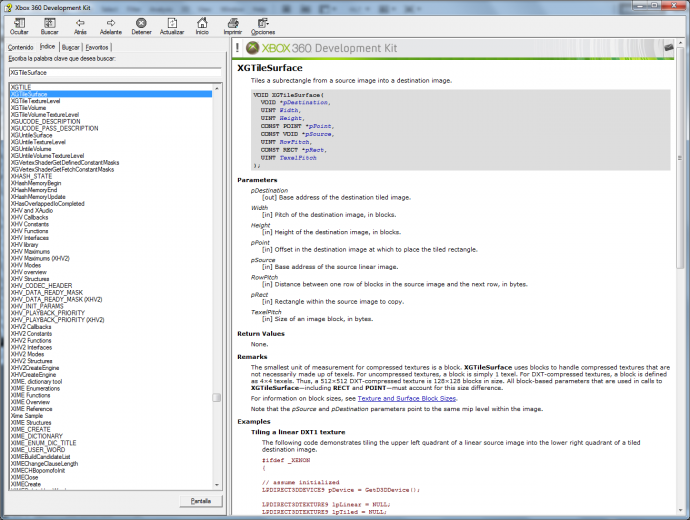 Xbox 360 Development Kit
Ocultar Buscar Atrás Adelante Detener Actualizar Inicio Imprimir Opciones
Contenido Índice Buscar Favoritos
Escriba la palabra clave que desea buscar:
XGTileSurface
XGTILE
XGTileSurface
XGTileTextureLevel
XGTileVolume
XGTileVolumeTextureLevel
XGUCODE_DESCRIPTION
XGUCODE_PASS_DESCRIPTION
XGUntileSurface
XGUntileTextureLevel
XGUntileVolume
XGUntileVolumeTextureLevel
XGVertexShaderGetDefinedConstantMasks
XGVertexShaderGetFetchConstantMasks
XHASH_STATE
XHashMemoryBegin
XHashMemoryEnd
XHashMemoryUpdate
XHasOverlappedIoCompleted
XHV and XAudio
XHV Callbacks
XHV Constants
XHV Functions
XHV Interfaces
XHV library
XHV Maximums
XHV Maximums (XHV2)
XHV Modes
XHV overview
XHV Structures
XHV_CODEC_HEADER
XHV_DATA_READY_MASK
XHV_DATA_READY_MASK (XHV2)
XHV_INIT_PARAMS
XHV_PLAYBACK_PRIORITY
XHV_PLAYBACK_PRIORITY (XHV2)
XHV2 Callbacks
XHV2 Constants
XHV2 Functions
XHV2 Interfaces
XHV2 Modes
XHV2 Structures
XHV2CreateEngine
XHVCreateEngine
XIME, dictionary tool
XIME Enumerations
XIME Functions
XIME Overview
XIME Reference
Xime Sample
XIME Structures
XIME_CREATE
XIME_DICTIONARY
XIME_ENUM_DIC_TITLE
XIME_USER_WORD
XIMEBuildCandidateList
XIMEChangeClauseLength
XIMECHBopomofoInit
XIMEClose
XIMECreate
Pantalla
! XBOX 360 Development Kit
XGTileSurface
Tiles a subrectangle from a source image into a destination image.
VOID XGTileSurface(
VOID *pDestination,
UINT Width,
UINT Height,
CONST POINT *pPoint,
CONST VOID *pSource,
UINT RowPitch,
CONST RECT *pRect,
UINT TexelPitch
);
Parameters
pDestination
[out] Base address of the destination tiled image.
Width
[in] Pitch of the destination image, in blocks.
Height
[in] Height of the destination image, in blocks.
pPoint
[in] Offset in the destination image at which to place the tiled rectangle.
pSource
[in] Base address of the source linear image.
RowPitch
[in] Distance between one row of blocks in the source image and the next row, in bytes.
pRect
[in] Rectangle within the source image to copy.
TexelPitch
[in] Size of an image block, in bytes.
Return Values
None.
Remarks
The smallest unit of measurement for compressed textures is a block. XGTileSurface uses blocks to handle compressed textures that are
not necessarily made up of texels. For uncompressed textures, a block is simply 1 texel. For DXT-compressed textures, a block is defined
as 4×4 texels. Thus, a 512×512 DXT-compressed texture is 128×128 blocks in size. All block-based parameters that are used in calls to
XGTileSurface—including RECT and POINT—must account for this size difference.
For information on block sizes, see Texture and Surface Block Sizes.
Note that the pSource and pDestination parameters point to the same mip level within the image.
Examples
Tiling a linear DXT1 texture
The following code demonstrates tiling the upper left quadrant of a linear source image into the lower right quadrant of a tiled
destination image.
#ifdef _XENON
{
// assume initialized
LPDIRECT3DDEVICE9 pDevice = GetD3DDevice();
LPDIRECT3DTEXTURE9 lpLinear = NULL;
LPDIRECT3DTEXTURE9 lpTiled = NULL;